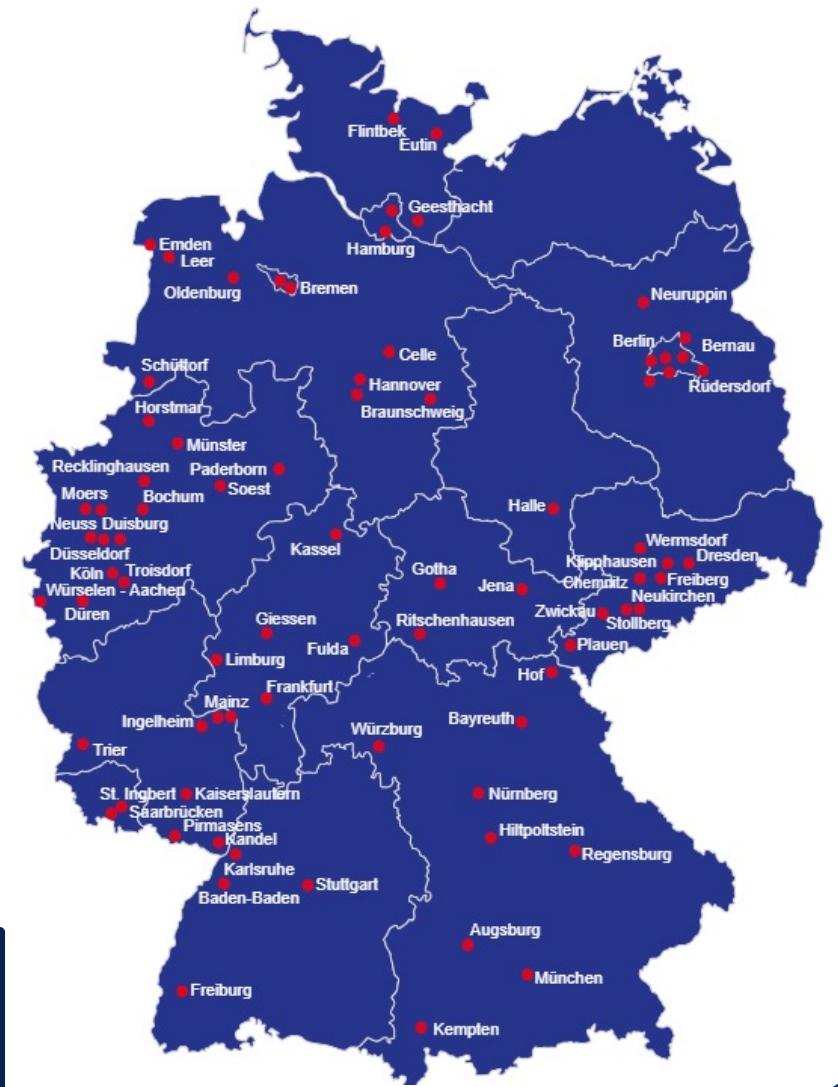 Flintbek
Eutin
Geesthacht
Hamburg
Emden
Leer
Oldenburg
Bremen
Neuruppin
Celle
Berlin
Bernau
Schüttorf
Hannover
Rüdersdorf
Braunschweig
Horstmar
Münster
Recklinghausen
Paderborn
Soest
Moers
Bochum
Halle
Neuss Duisburg
Kassel
Wermsdorf
Düsseldorf
Klipphausen
Dresden
Köln
Troisdorf
Gotha
Jena
Chemnitz
Freiberg
Würselen - Aachen
Neukirchen
Düren
Zwickau
Stollberg
Giessen
Ritschenhausen
Fulda
Plauen
Limburg
Hof
Frankfurt
Mainz
Ingelheim
Bayreuth
Würzburg
Trier
St. Ingbert
Kaiserslautern
Nürnberg
Saarbrücken
Pirmasens
Hiltpoltstein
Kandel
Regensburg
Karlsruhe
Stuttgart
Baden-Baden
Augsburg
München
Freiburg
Kempten